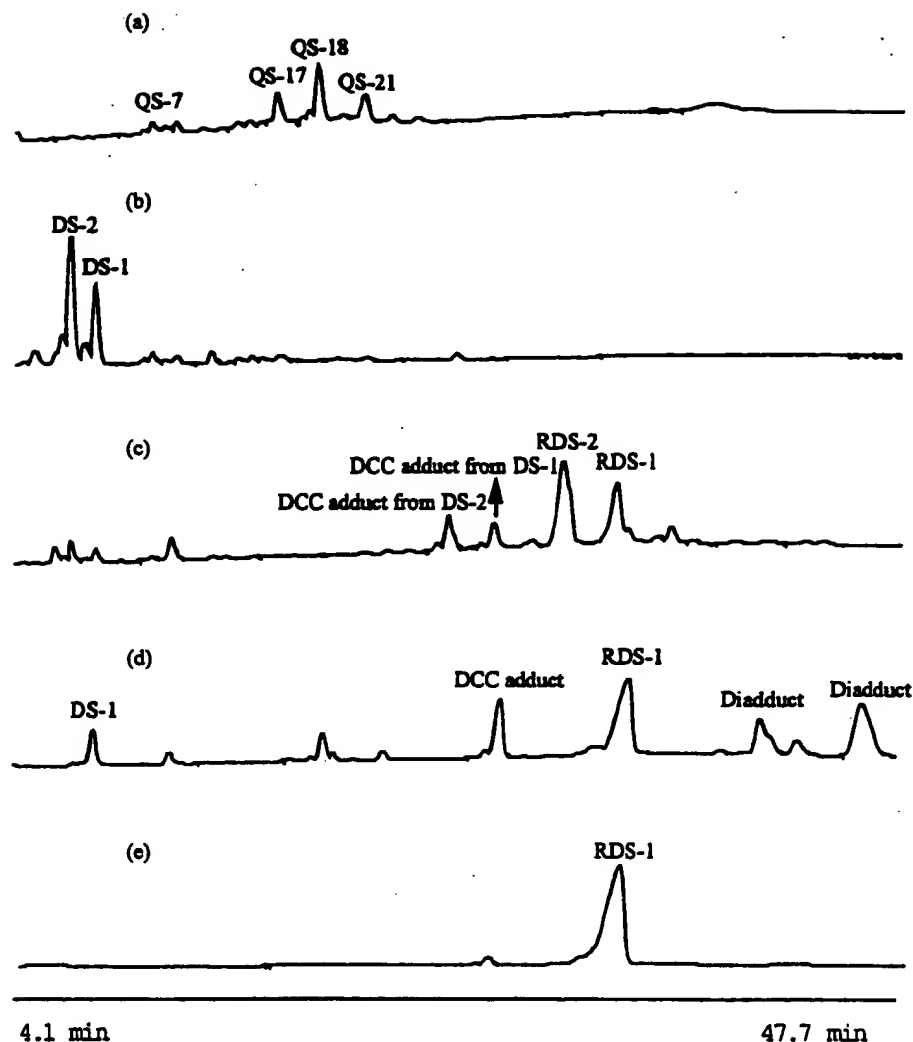 (a)
QS-18
QS-17
QS-21
QS-7
(b)
DS-2
DS-1
(c)
RDS-2
DCC adduct from DS-1
RDS-1
DCC adduct from DS-2
(d)
RDS-1
DCC adduct
Diadduct
Diadduct
DS-1
(e)
RDS-1
4.1 min
47.7 min